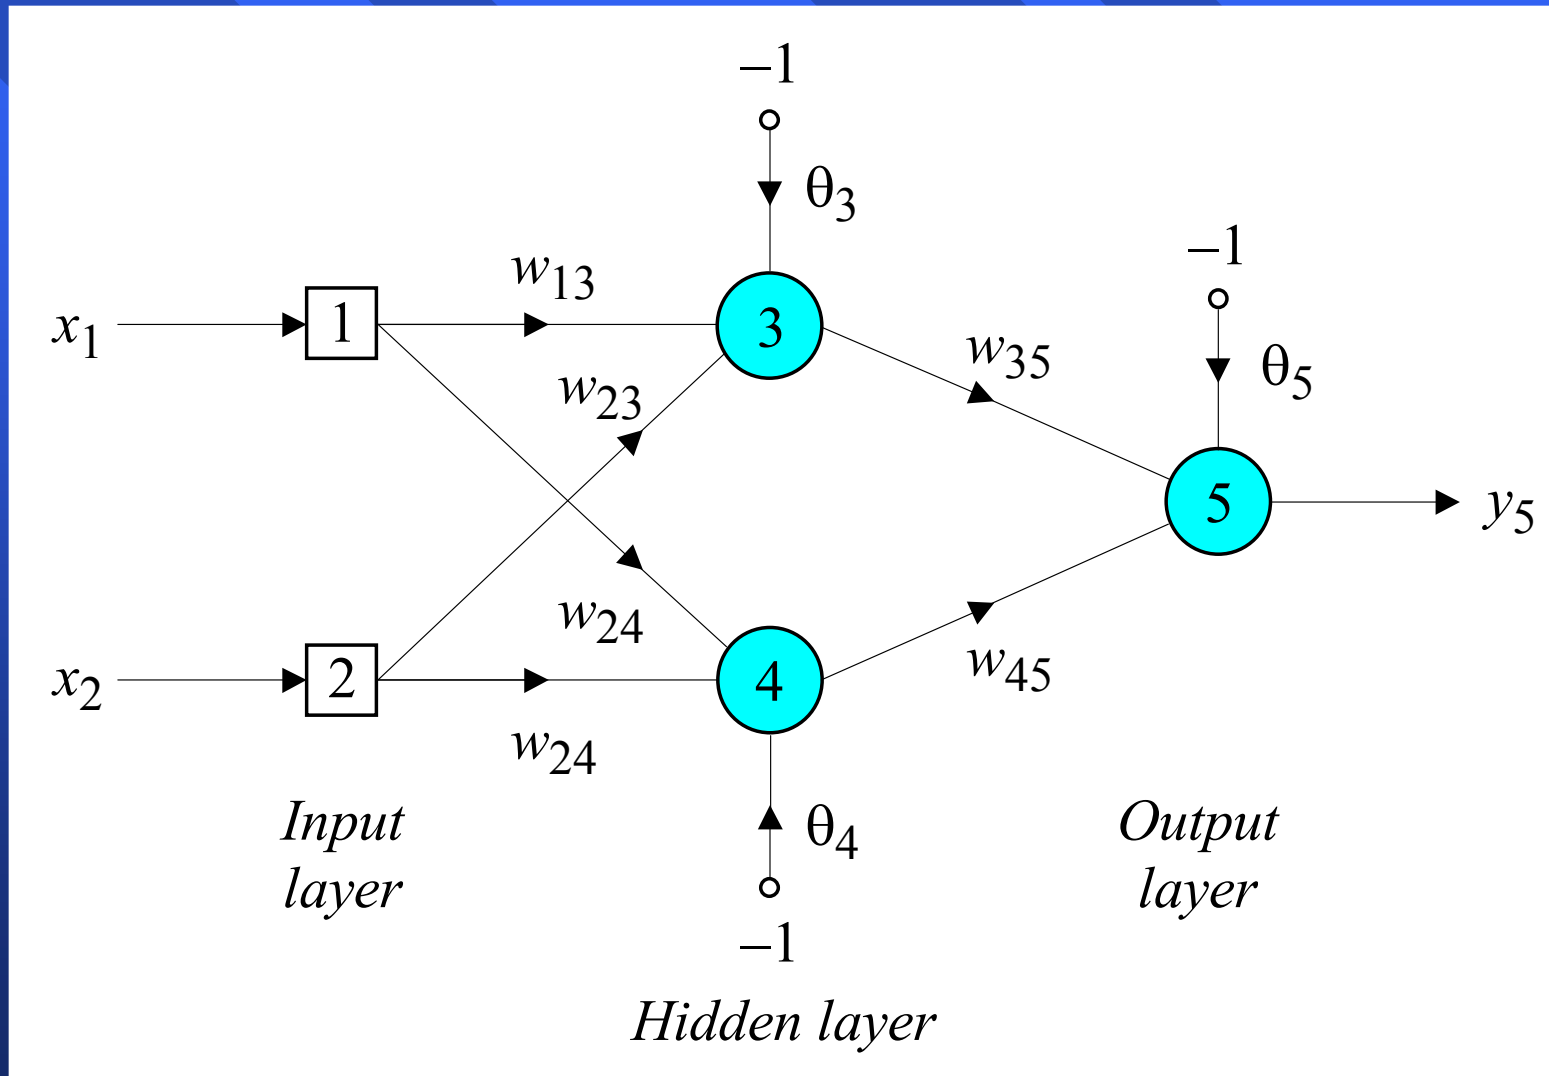 –1
θ3
–1
w13
x1
1
3
w35
θ5
w23
5
y5
w24
x2
2
4
w45
w24
θ4
Input
layer
Output
layer
–1
Hidden layer